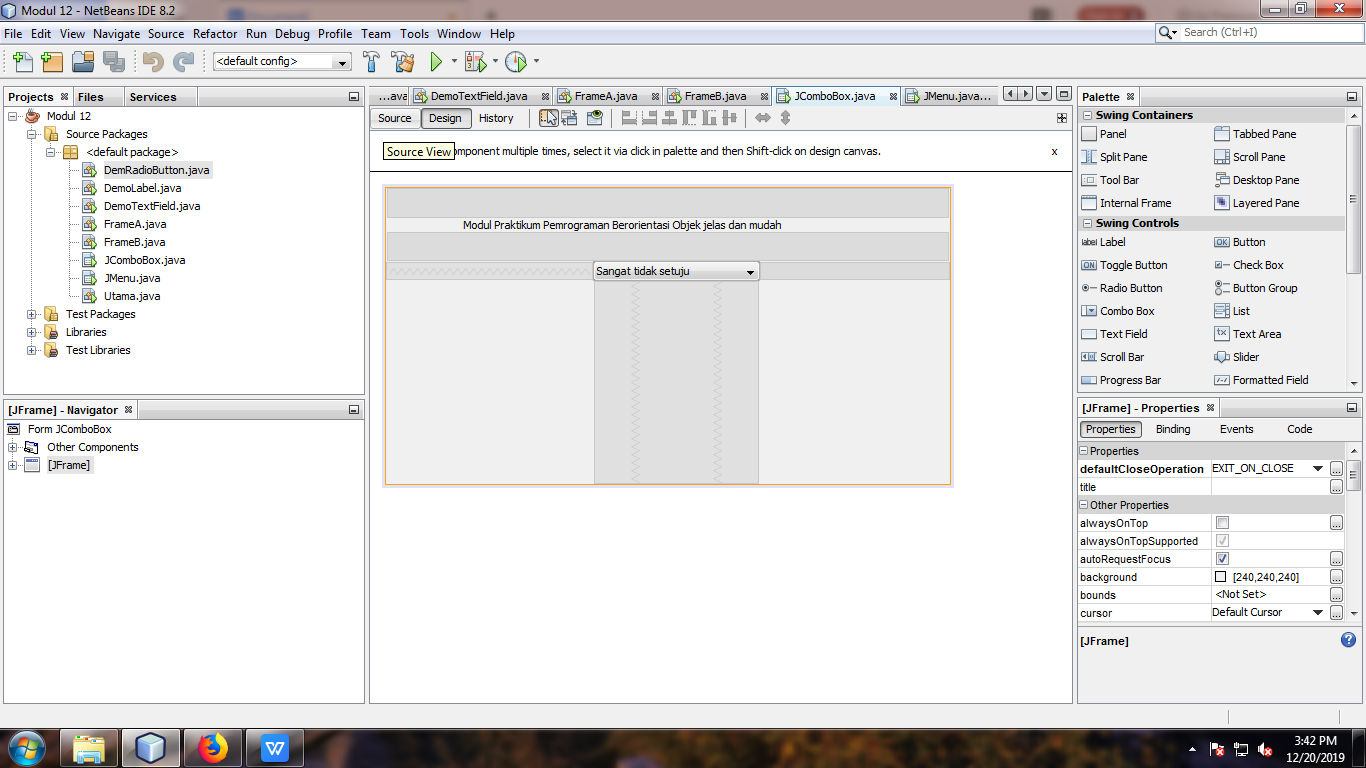 Modul 12 - NetBeans IDE 8.2
File Edit View Navigate Source Refactor Run Debug Profile Team Tools Window Help
Search (Ctrl+I)
<default config>
Projects Files Services
Modul 12
Source Packages
<default package>
DemRadioButton.java
DemoLabel.java
DemoTextField.java
FrameA.java
FrameB.java
JComboBox.java
JMenu.java
Utama.java
Test Packages
Libraries
Test Libraries
[JFrame] - Navigator
Form JComboBox
Other Components
[JFrame]
...ava DemoTextField.java FrameA.java FrameB.java JComboBox.java JMenu.java...
Source Design History
Source View
mponent multiple times, select it via click in palette and then Shift-click on design canvas. x
Modul Praktikum Pemrograman Berorientasi Objek jelas dan mudah
Sangat tidak setuju
Palette
Swing Containers
Panel Tabbed Pane
Split Pane Scroll Pane
Tool Bar Desktop Pane
Internal Frame Layered Pane
Swing Controls
Label Button
Toggle Button Check Box
Radio Button Button Group
Combo Box List
Text Field Text Area
Scroll Bar Slider
Progress Bar Formatted Field
[JFrame] - Properties
Properties Binding Events Code
Properties
defaultCloseOperation EXIT_ON_CLOSE
title
Other Properties
alwaysOnTop
alwaysOnTopSupported
autoRequestFocus
background [240,240,240]
bounds <Not Set>
cursor Default Cursor
[JFrame]
3:42 PM
12/20/2019